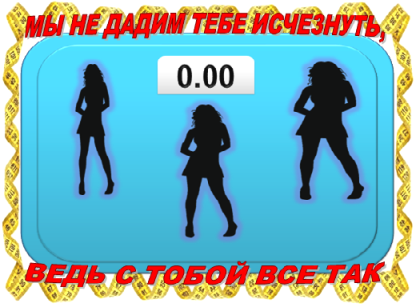 МЫ НЕ ДАДИМ ТЕБЕ ИСЧЕЗНУТЬ,
0.00
ВЕДЬ С ТОБОЙ ВСЕ ТАК